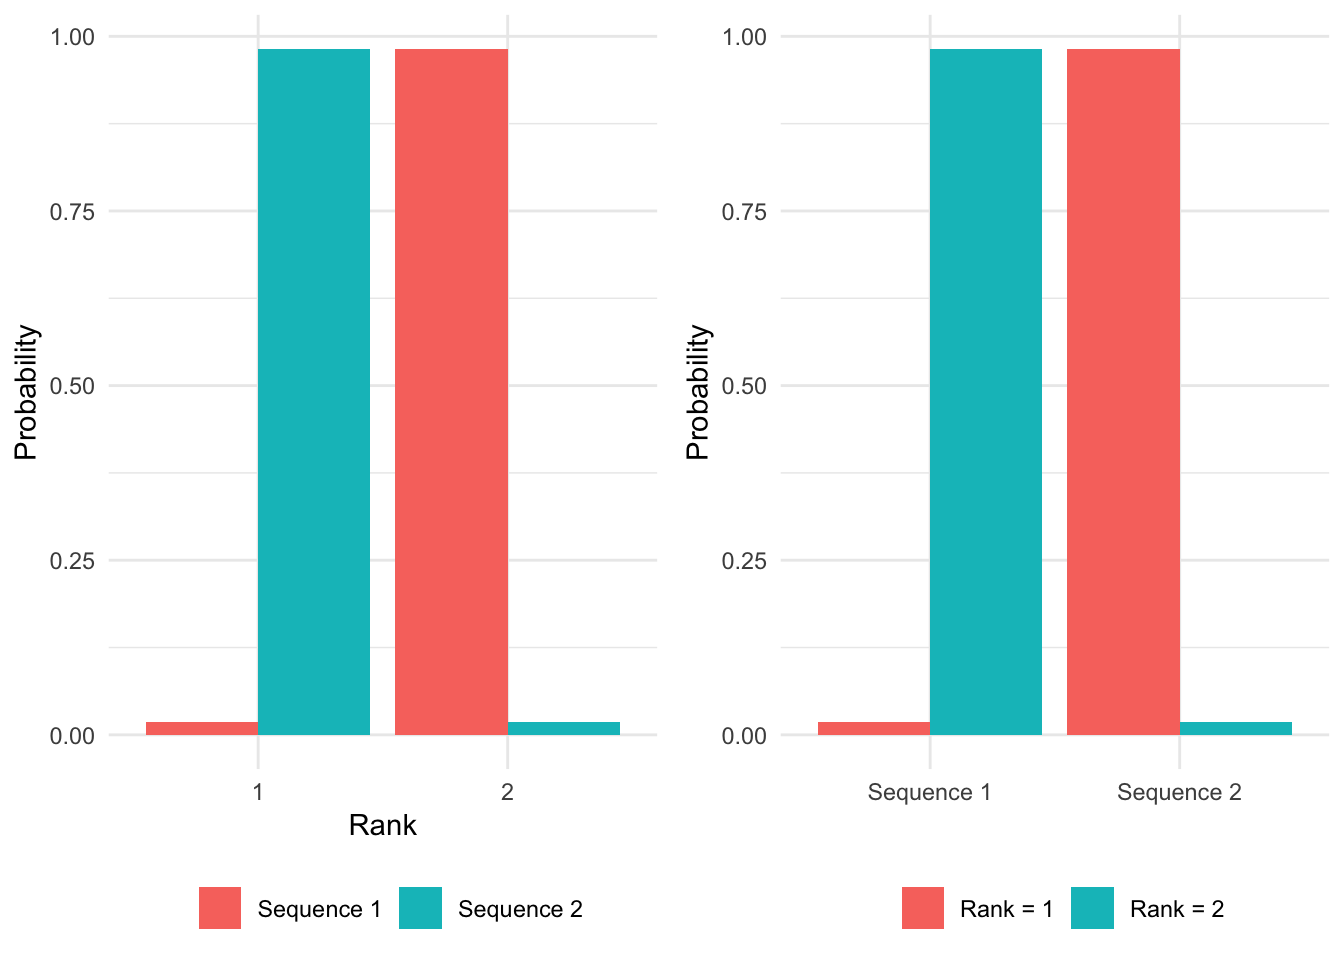 1.00
0.75
0.50
0.25
0.00
Probability
1 2
Rank
Sequence 1 Sequence 2
1.00
0.75
0.50
0.25
0.00
Probability
Sequence 1 Sequence 2
Rank = 1 Rank = 2